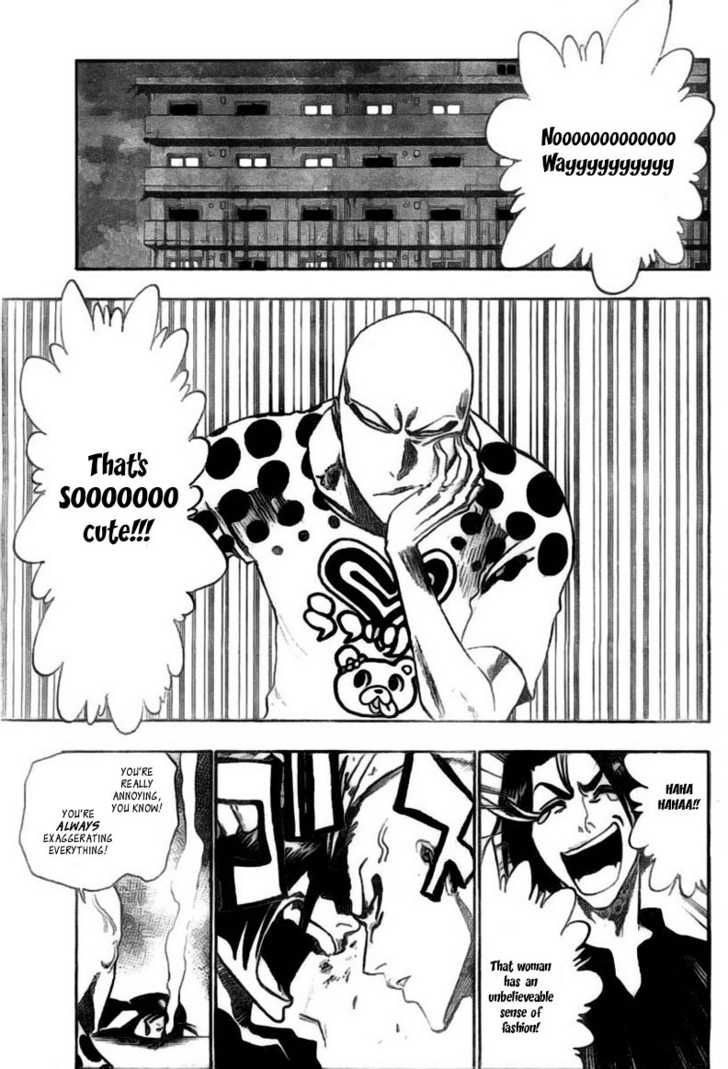 Nooooooooooooo
Wayyyyyyyyyy
That's
SOOOOOOO
cute!!!
HAHA
HAHAA!!
That woman
has an
unbelieveable
sense of
fashion!
YOU'RE
REALLY
ANNOYING,
YOU KNOW!
YOU'RE
ALWAYS
EXAGGERATING
EVERYTHING!